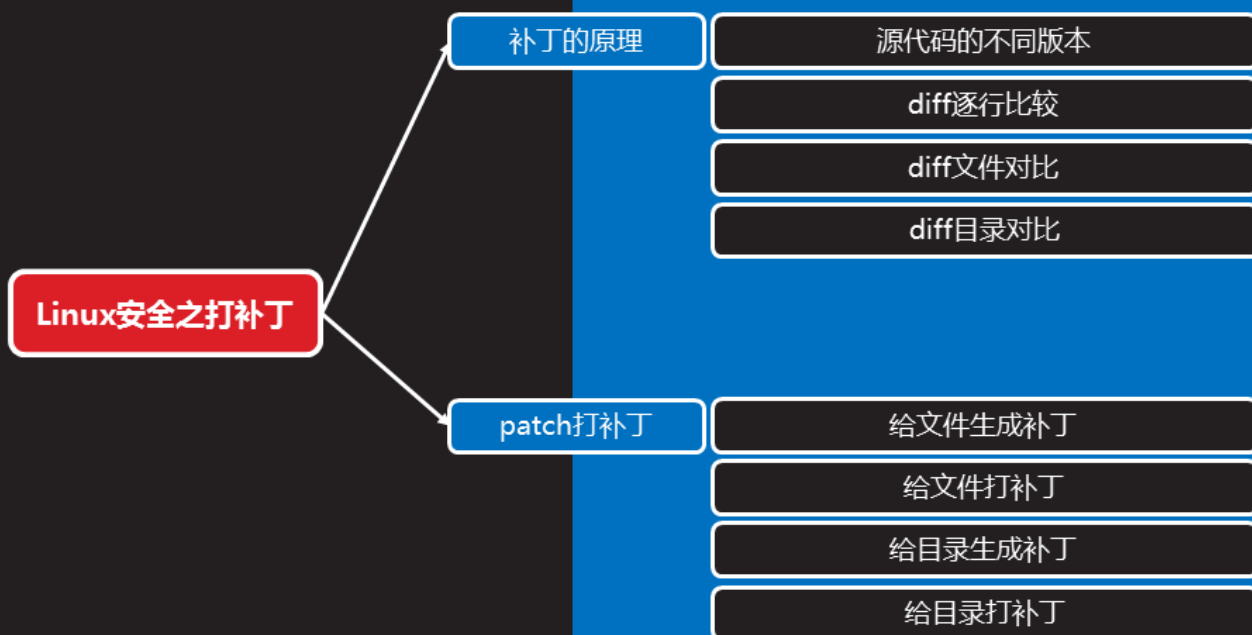 补丁的原理
源代码的不同版本
diff逐行比较
diff文件对比
diff目录对比
Linux安全之打补丁
patch打补丁
给文件生成补丁
给文件打补丁
给目录生成补丁
给目录打补丁